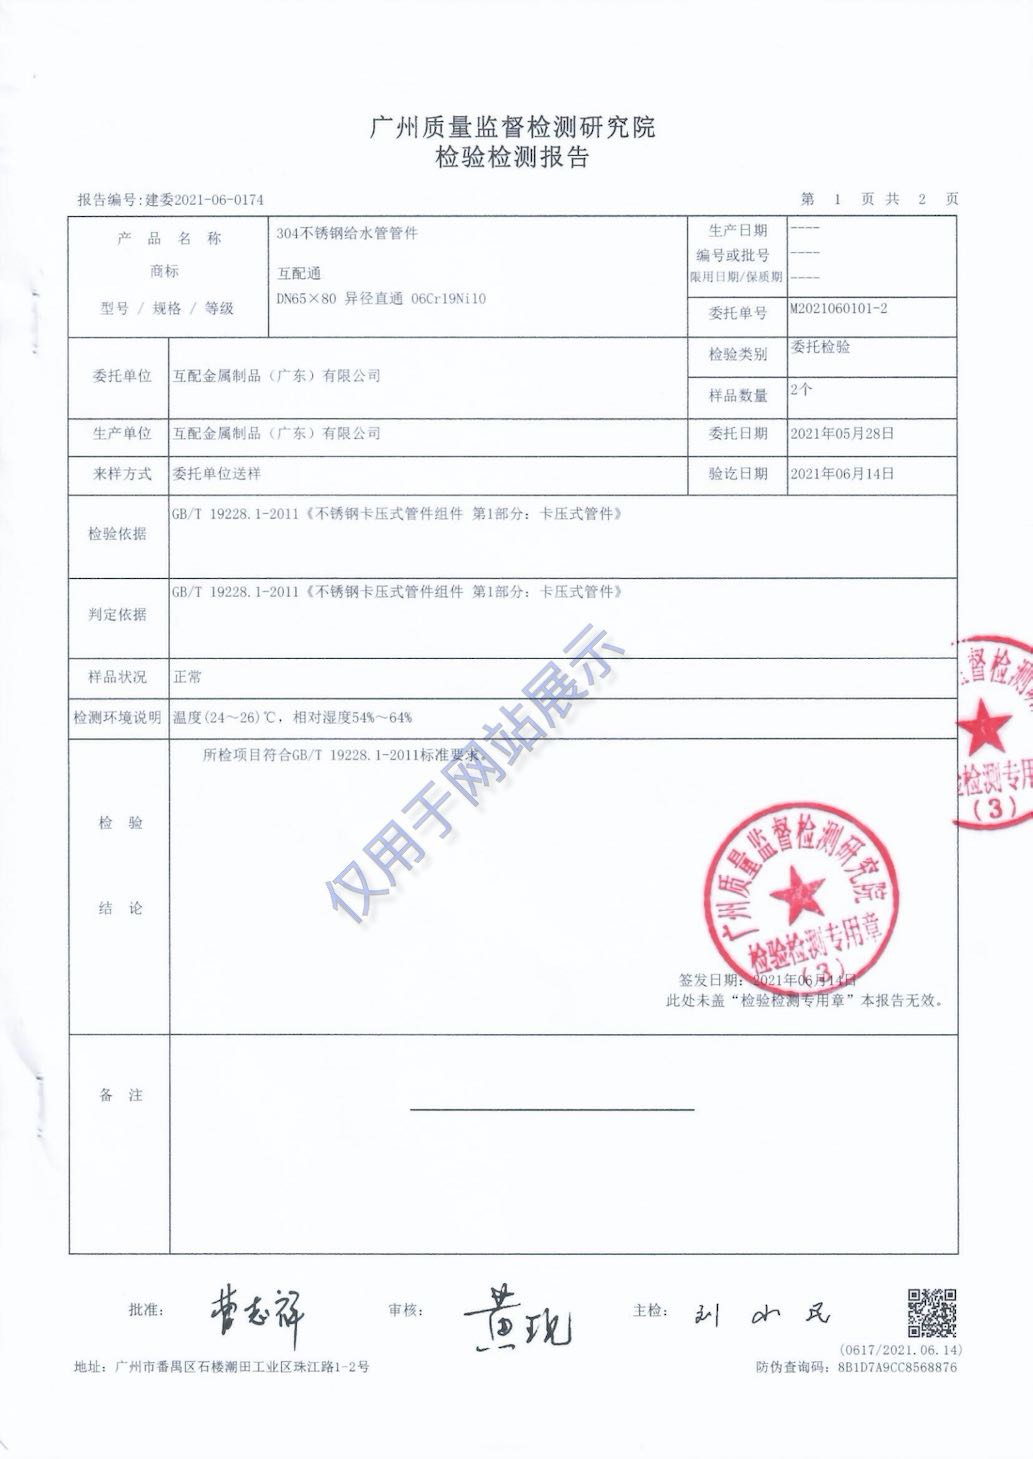 广州质量监督检测研究院
检验检测报告
报告编号:建委2021-06-0174
第 1 页 共 2 页
产品名称
304不锈钢给水管管件
商标
互配通
型号 / 规格 / 等级
DN65×80 异径直通 06Cr19Ni10
生产日期
----
编号或批号
----
限用日期/保质期
----
委托单号
M2021060101-2
委托单位
互配金属制品（广东）有限公司
检验类别
委托检验
样品数量
2个
生产单位
互配金属制品（广东）有限公司
委托日期
2021年05月28日
来样方式
委托单位送样
验讫日期
2021年06月14日
检验依据
GB/T 19228.1-2011《不锈钢卡压式管件组件 第1部分：卡压式管件》
判定依据
GB/T 19228.1-2011《不锈钢卡压式管件组件 第1部分：卡压式管件》
样品状况
正常
检测环境说明
温度(24～26)℃，相对湿度54%～64%
检验
结论
所检项目符合GB/T 19228.1-2011标准要求。
仅用于网站展示
广州质量监督检测研究院
检验检测专用章
(3)
督检测研
检测专用
(3)
签发日期：2021年06月14日
此处未盖“检验检测专用章”本报告无效。
备注
批准：
审核：
黄现
主检：
(0617/2021.06.14)
地址：广州市番禺区石楼潮田工业区珠江路1-2号
防伪查询码：8B1D7A9CC8568876